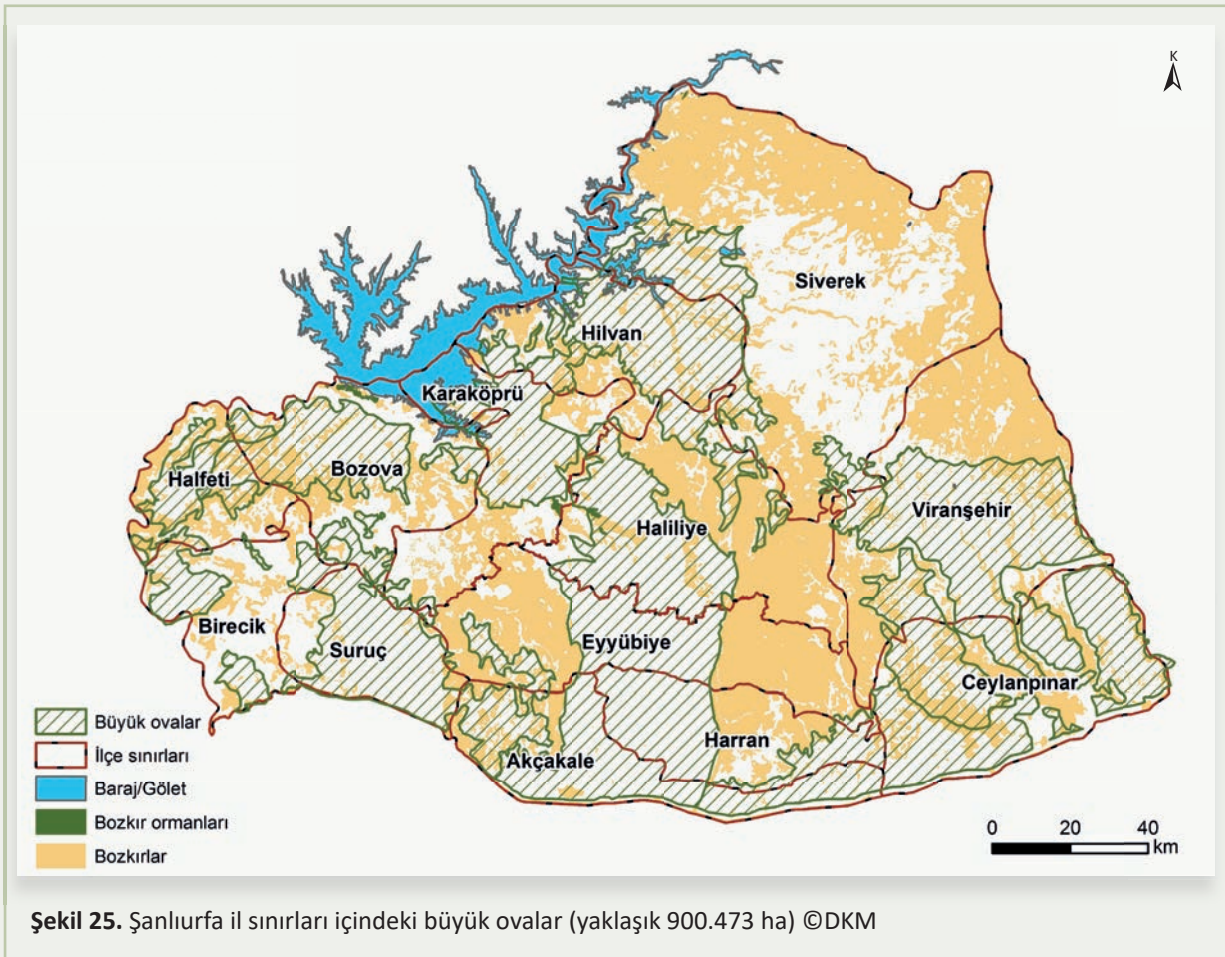 K
Siverek
Hilvan
Karaköprü
Bozova
Halfeti
Viranşehir
Haliliye
Birecik
Suruç
Eyyübiye
Ceylanpınar
Harran
Akçakale
Büyük ovalar
İlçe sınırları
Baraj/Gölet
Bozkır ormanları
Bozkırlar
0 20 40
km
Şekil 25. Şanlıurfa il sınırları içindeki büyük ovalar (yaklaşık 900.473 ha) ©DKM